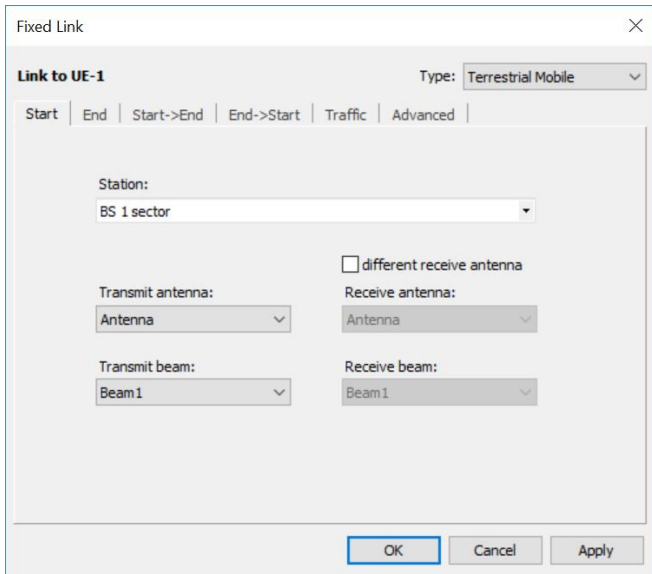 Fixed Link
Link to UE-1
Type: Terrestrial Mobile
Start End Start->End End->Start Traffic Advanced
Station:
BS 1 sector
different receive antenna
Transmit antenna: Receive antenna:
Antenna Antenna
Transmit beam: Receive beam:
Beam1 Beam1
OK Cancel Apply